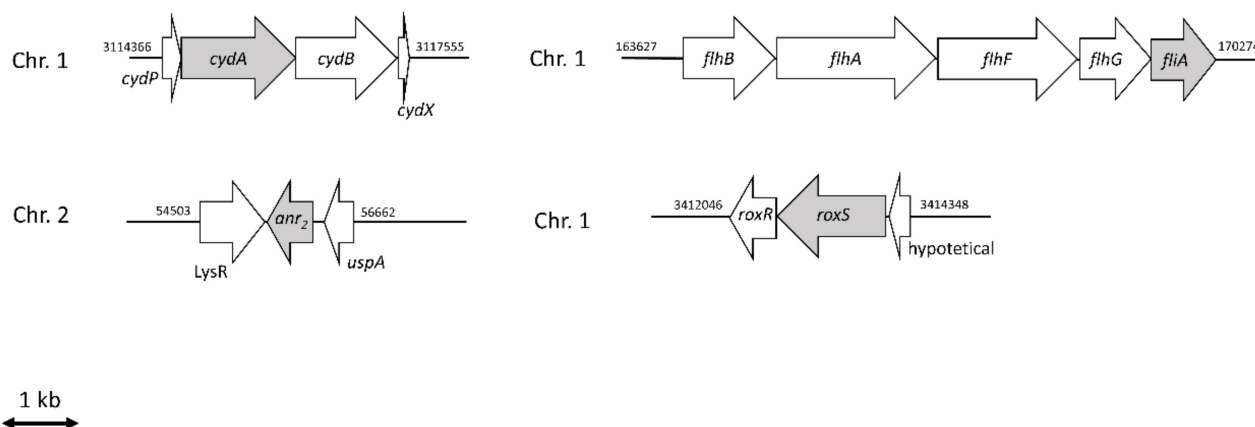 Chr. 1
3114366
cydP
cydA
cydB
3117555
cydX
Chr. 1
163627
flhB
flhA
flhF
flhG
fliA
170274
Chr. 2
54503
LysR
anr2
56662
uspA
Chr. 1
3412046
roxR
roxS
3414348
hypotetical
1 kb